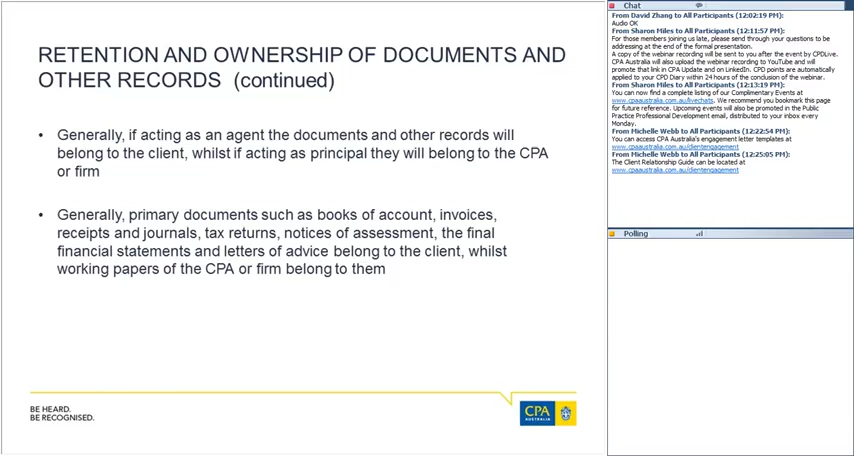 RETENTION AND OWNERSHIP OF DOCUMENTS AND
OTHER RECORDS (continued)
• Generally, if acting as an agent the documents and other records will
belong to the client, whilst if acting as principal they will belong to the CPA
or firm
• Generally, primary documents such as books of account, invoices,
receipts and journals, tax returns, notices of assessment, the final
financial statements and letters of advice belong to the client, whilst
working papers of the CPA or firm belong to them
BE HEARD.
BE RECOGNISED.
CPA
AUSTRALIA
Chat
From David Zhang to All Participants (12:02:19 PM):
Audio OK
From Sharon Miles to All Participants (12:11:57 PM):
For those members joining us late, please send through your questions to be
addressing at the end of the formal presentation.
A copy of the webinar recording will be sent to you after the event by CPDLive.
CPA Australia will also upload the webinar recording to YouTube and will
promote that link in CPA Update and on LinkedIn. CPD points are automatically
applied to your CPD Diary within 24 hours of the conclusion of the webinar.
From Sharon Miles to All Participants (12:13:19 PM):
You can now find a complete listing of our Complimentary Events at
www.cpaaustralia.com.au/livechats. We recommend you bookmark this page
for future reference. Upcoming events will also be promoted in the Public
Practice Professional Development email, distributed to your inbox every
Monday.
From Michelle Webb to All Participants (12:22:54 PM):
You can access CPA Australia's engagement letter templates at
www.cpaaustralia.com.au/clientengagement
From Michelle Webb to All Participants (12:25:05 PM):
The Client Relationship Guide can be located at
www.cpaaustralia.com.au/clientengagement
Polling